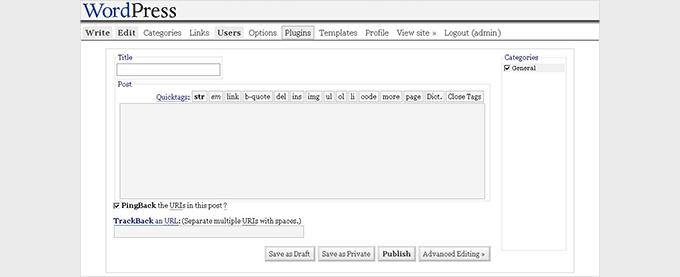 WordPress
Write Edit Categories Links Users Options Plugins Templates Profile View site » Logout (admin)
Title
Categories
General
Post
Quicktags: str em link b-quote del ins img ul ol li code more page Dict. Close Tags
PingBack the URIs in this post ?
TrackBack an URL: (Separate multiple URIs with spaces.)
Save as Draft Save as Private Publish Advanced Editing »